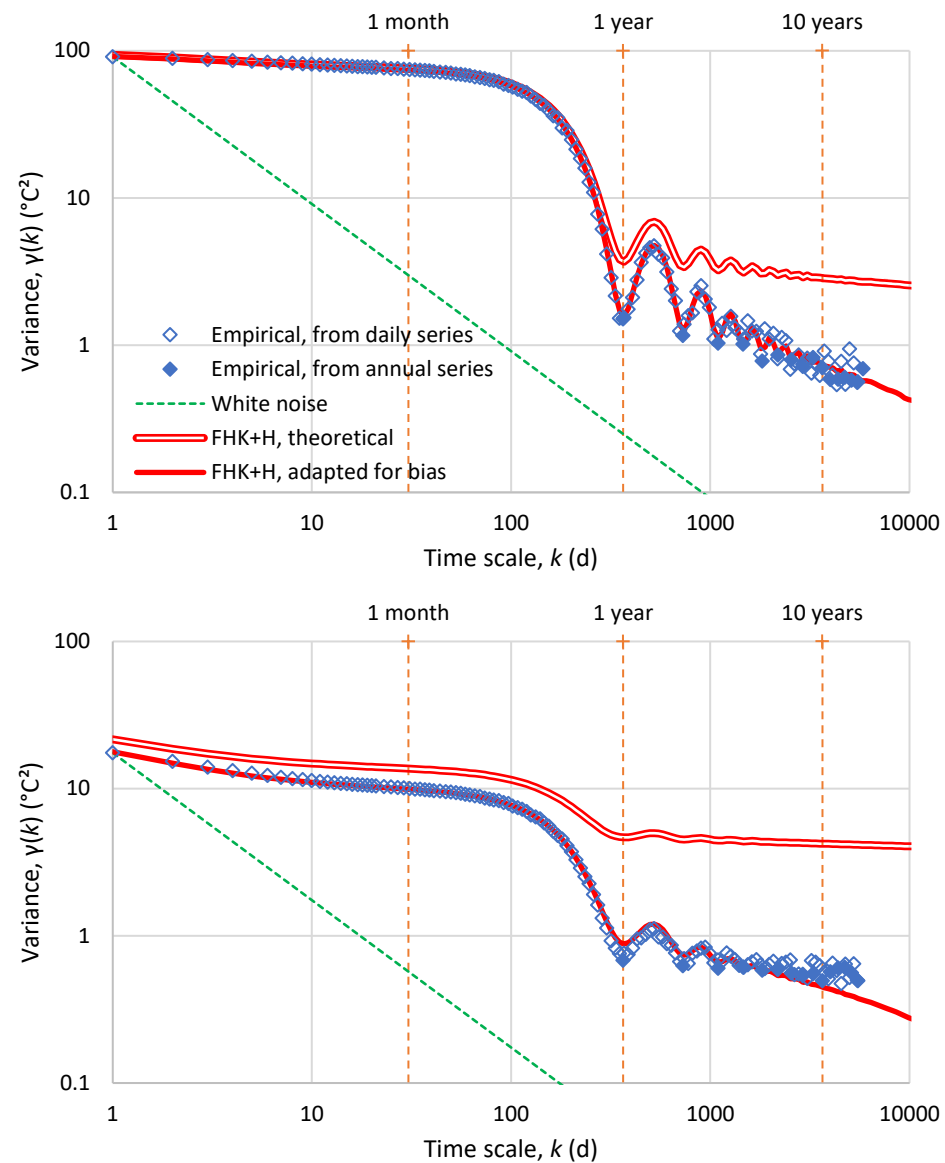 1 month 1 year 10 years
100
10
1
0.1
Variance, γ(k) (°C²)
Empirical, from daily series
Empirical, from annual series
White noise
FHK+H, theoretical
FHK+H, adapted for bias
1 10 100 1000 10000
Time scale, k (d)
1 month 1 year 10 years
100
10
1
0.1
Variance, γ(k) (°C²)
1 10 100 1000 10000
Time scale, k (d)